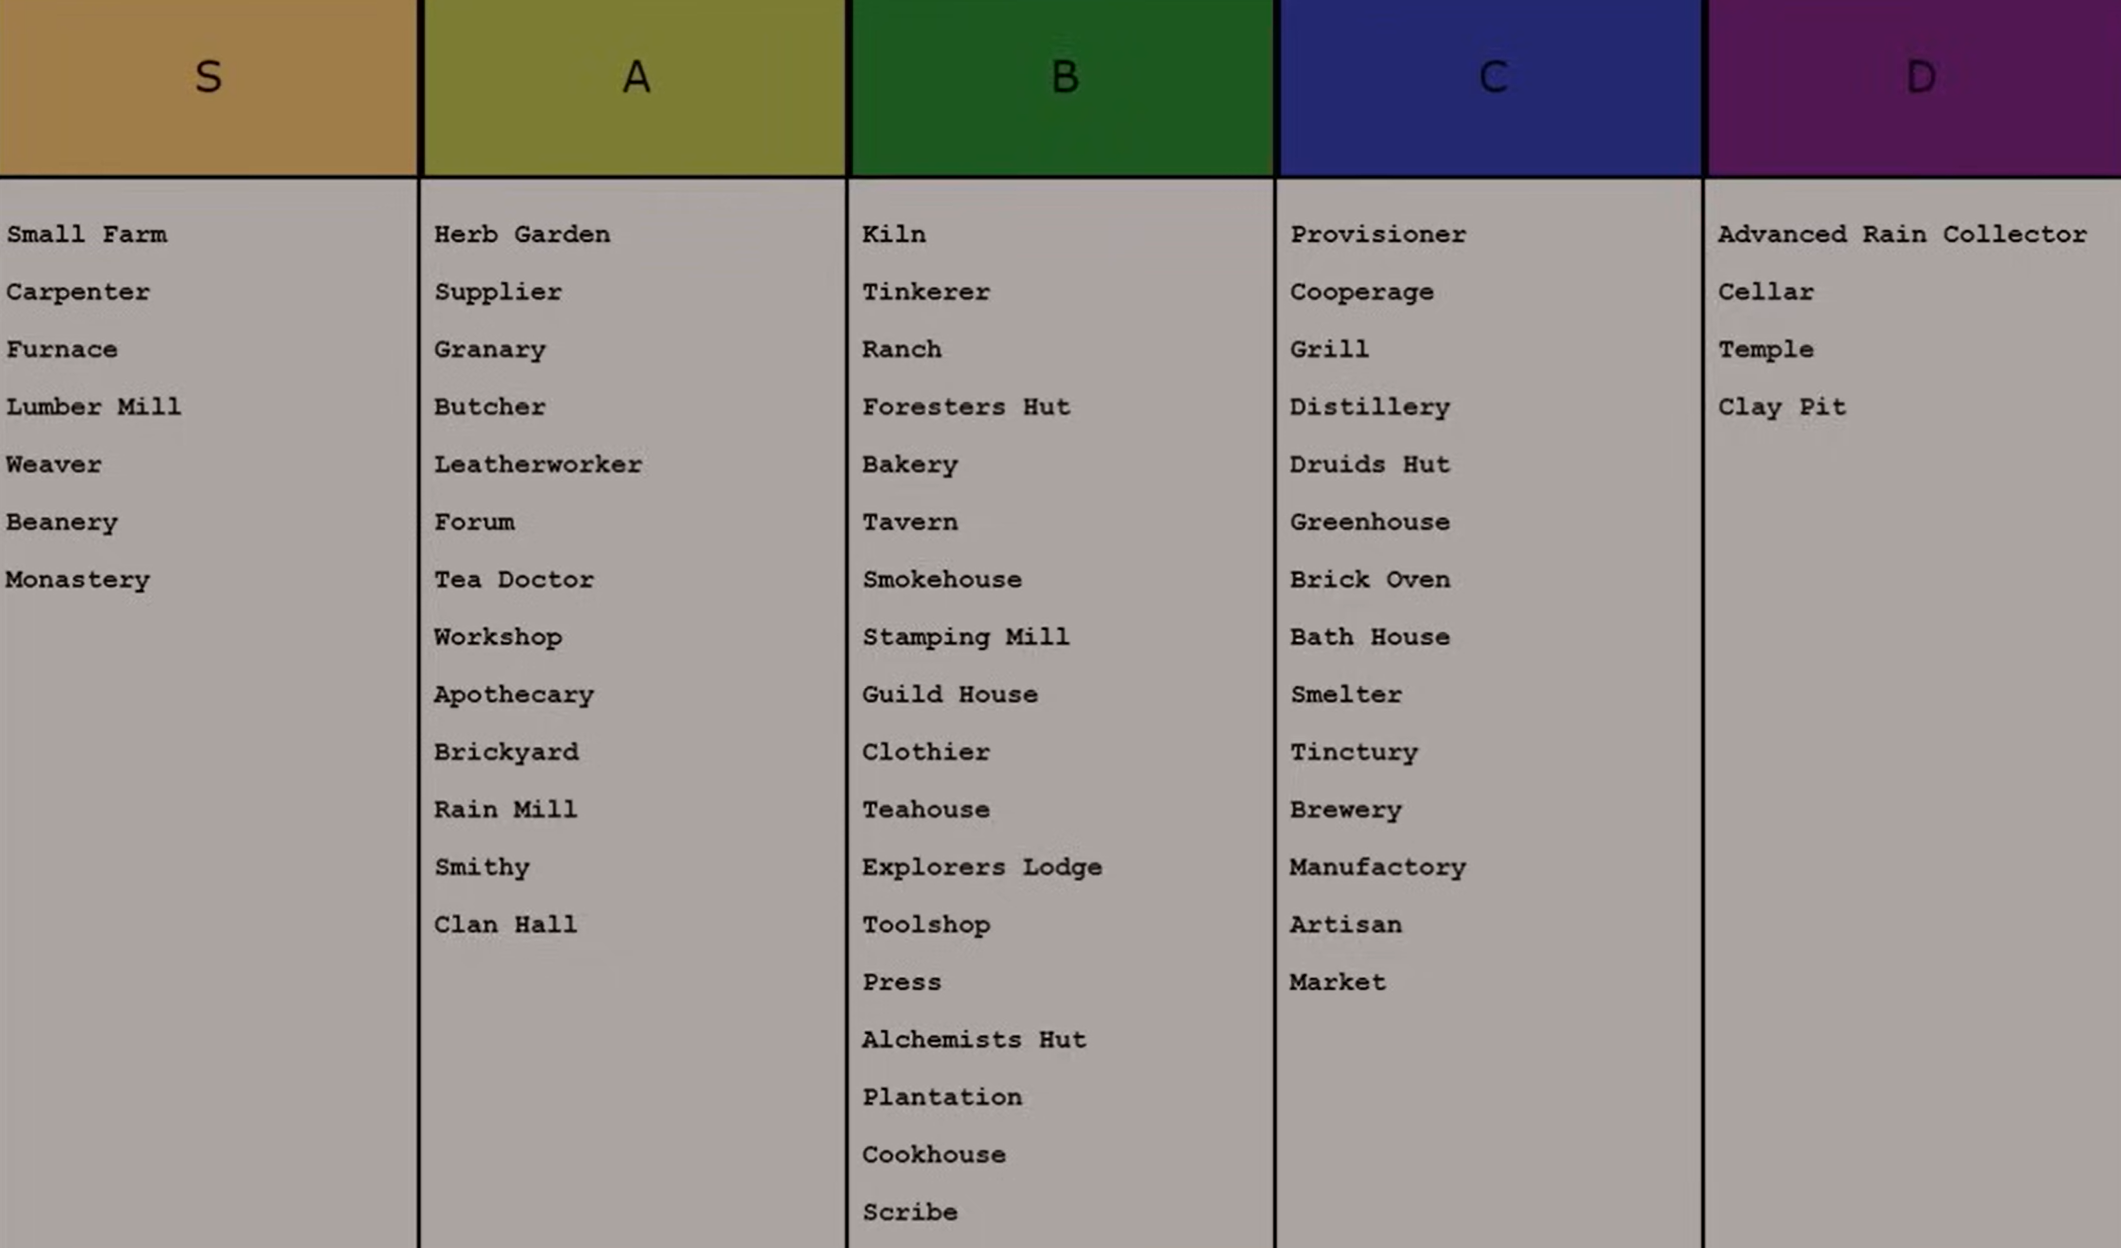 S
A
B
C
D
Small Farm
Carpenter
Furnace
Lumber Mill
Weaver
Beanery
Monastery
Herb Garden
Supplier
Granary
Butcher
Leatherworker
Forum
Tea Doctor
Workshop
Apothecary
Brickyard
Rain Mill
Smithy
Clan Hall
Kiln
Tinkerer
Ranch
Foresters Hut
Bakery
Tavern
Smokehouse
Stamping Mill
Guild House
Clothier
Teahouse
Explorers Lodge
Toolshop
Press
Alchemists Hut
Plantation
Cookhouse
Scribe
Provisioner
Cooperage
Grill
Distillery
Druids Hut
Greenhouse
Brick Oven
Bath House
Smelter
Tinctury
Brewery
Manufactory
Artisan
Market
Advanced Rain Collector
Cellar
Temple
Clay Pit